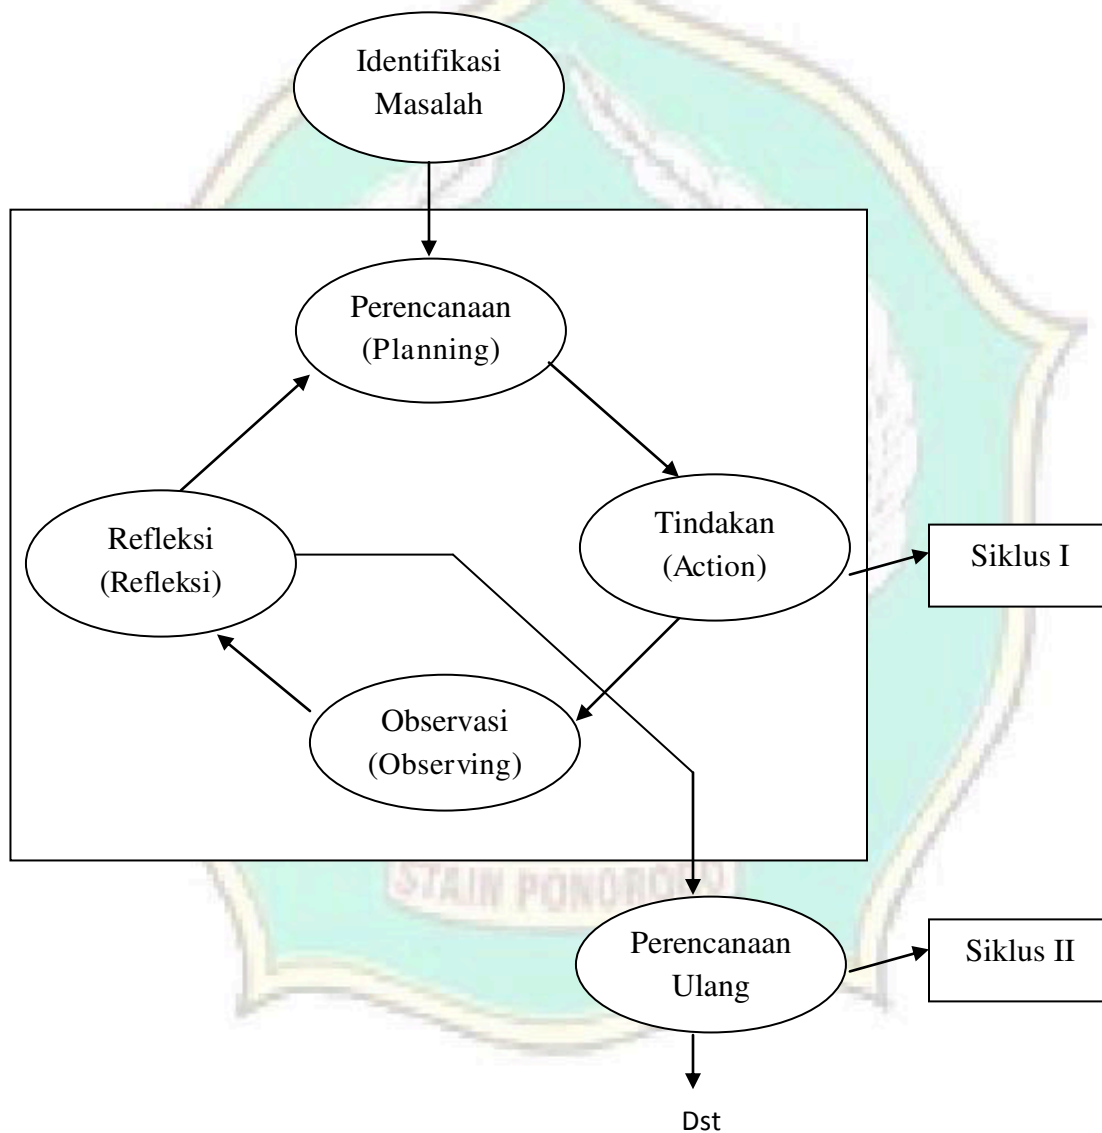 Identifikasi
Masalah
Perencanaan
(Planning)
Tindakan
(Action)
Siklus I
Refleksi
(Refleksi)
Observasi
(Observing)
STAIN PONOROGO
Perencanaan
Ulang
Siklus II
Dst